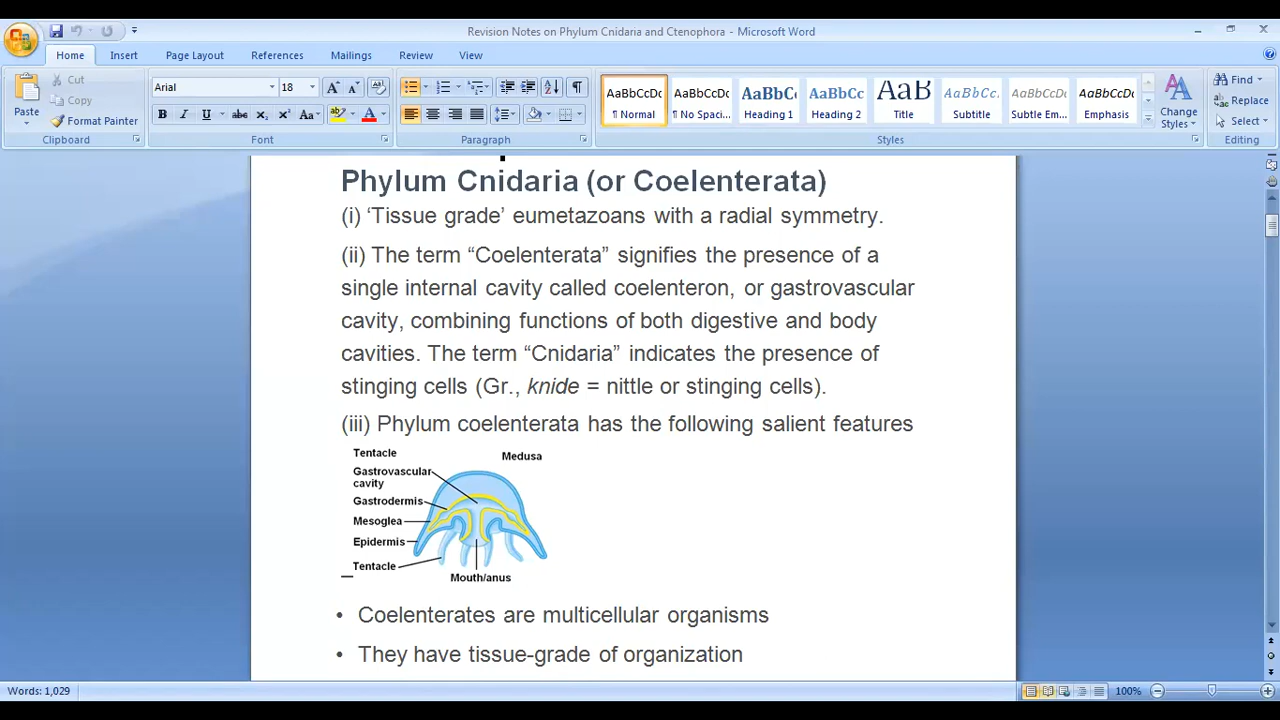 Revision Notes on Phylum Cnidaria and Ctenophora - Microsoft Word
Home Insert Page Layout References Mailings Review View
Paste
Cut
Copy
Format Painter
Clipboard
Arial 18
B I U abc x₂ x² Aa A
Font
Paragraph
AaBbCcDc AaBbCcDc AaBbC AaBbCc AaB AaBbCc. AaBbCcDc AaBbCcDc
¶ Normal ¶ No Spaci... Heading 1 Heading 2 Title Subtitle Subtle Em... Emphasis
Change Styles
Styles
Find
Replace
Select
Editing
Phylum Cnidaria (or Coelenterata)
(i) ‘Tissue grade’ eumetazoans with a radial symmetry.
(ii) The term “Coelenterata” signifies the presence of a
single internal cavity called coelenteron, or gastrovascular
cavity, combining functions of both digestive and body
cavities. The term “Cnidaria” indicates the presence of
stinging cells (Gr., knide = nittle or stinging cells).
(iii) Phylum coelenterata has the following salient features
Tentacle
Medusa
Gastrovascular
cavity
Gastrodermis
Mesoglea
Epidermis
Tentacle
Mouth/anus
• Coelenterates are multicellular organisms
• They have tissue-grade of organization
Words: 1,029
100%